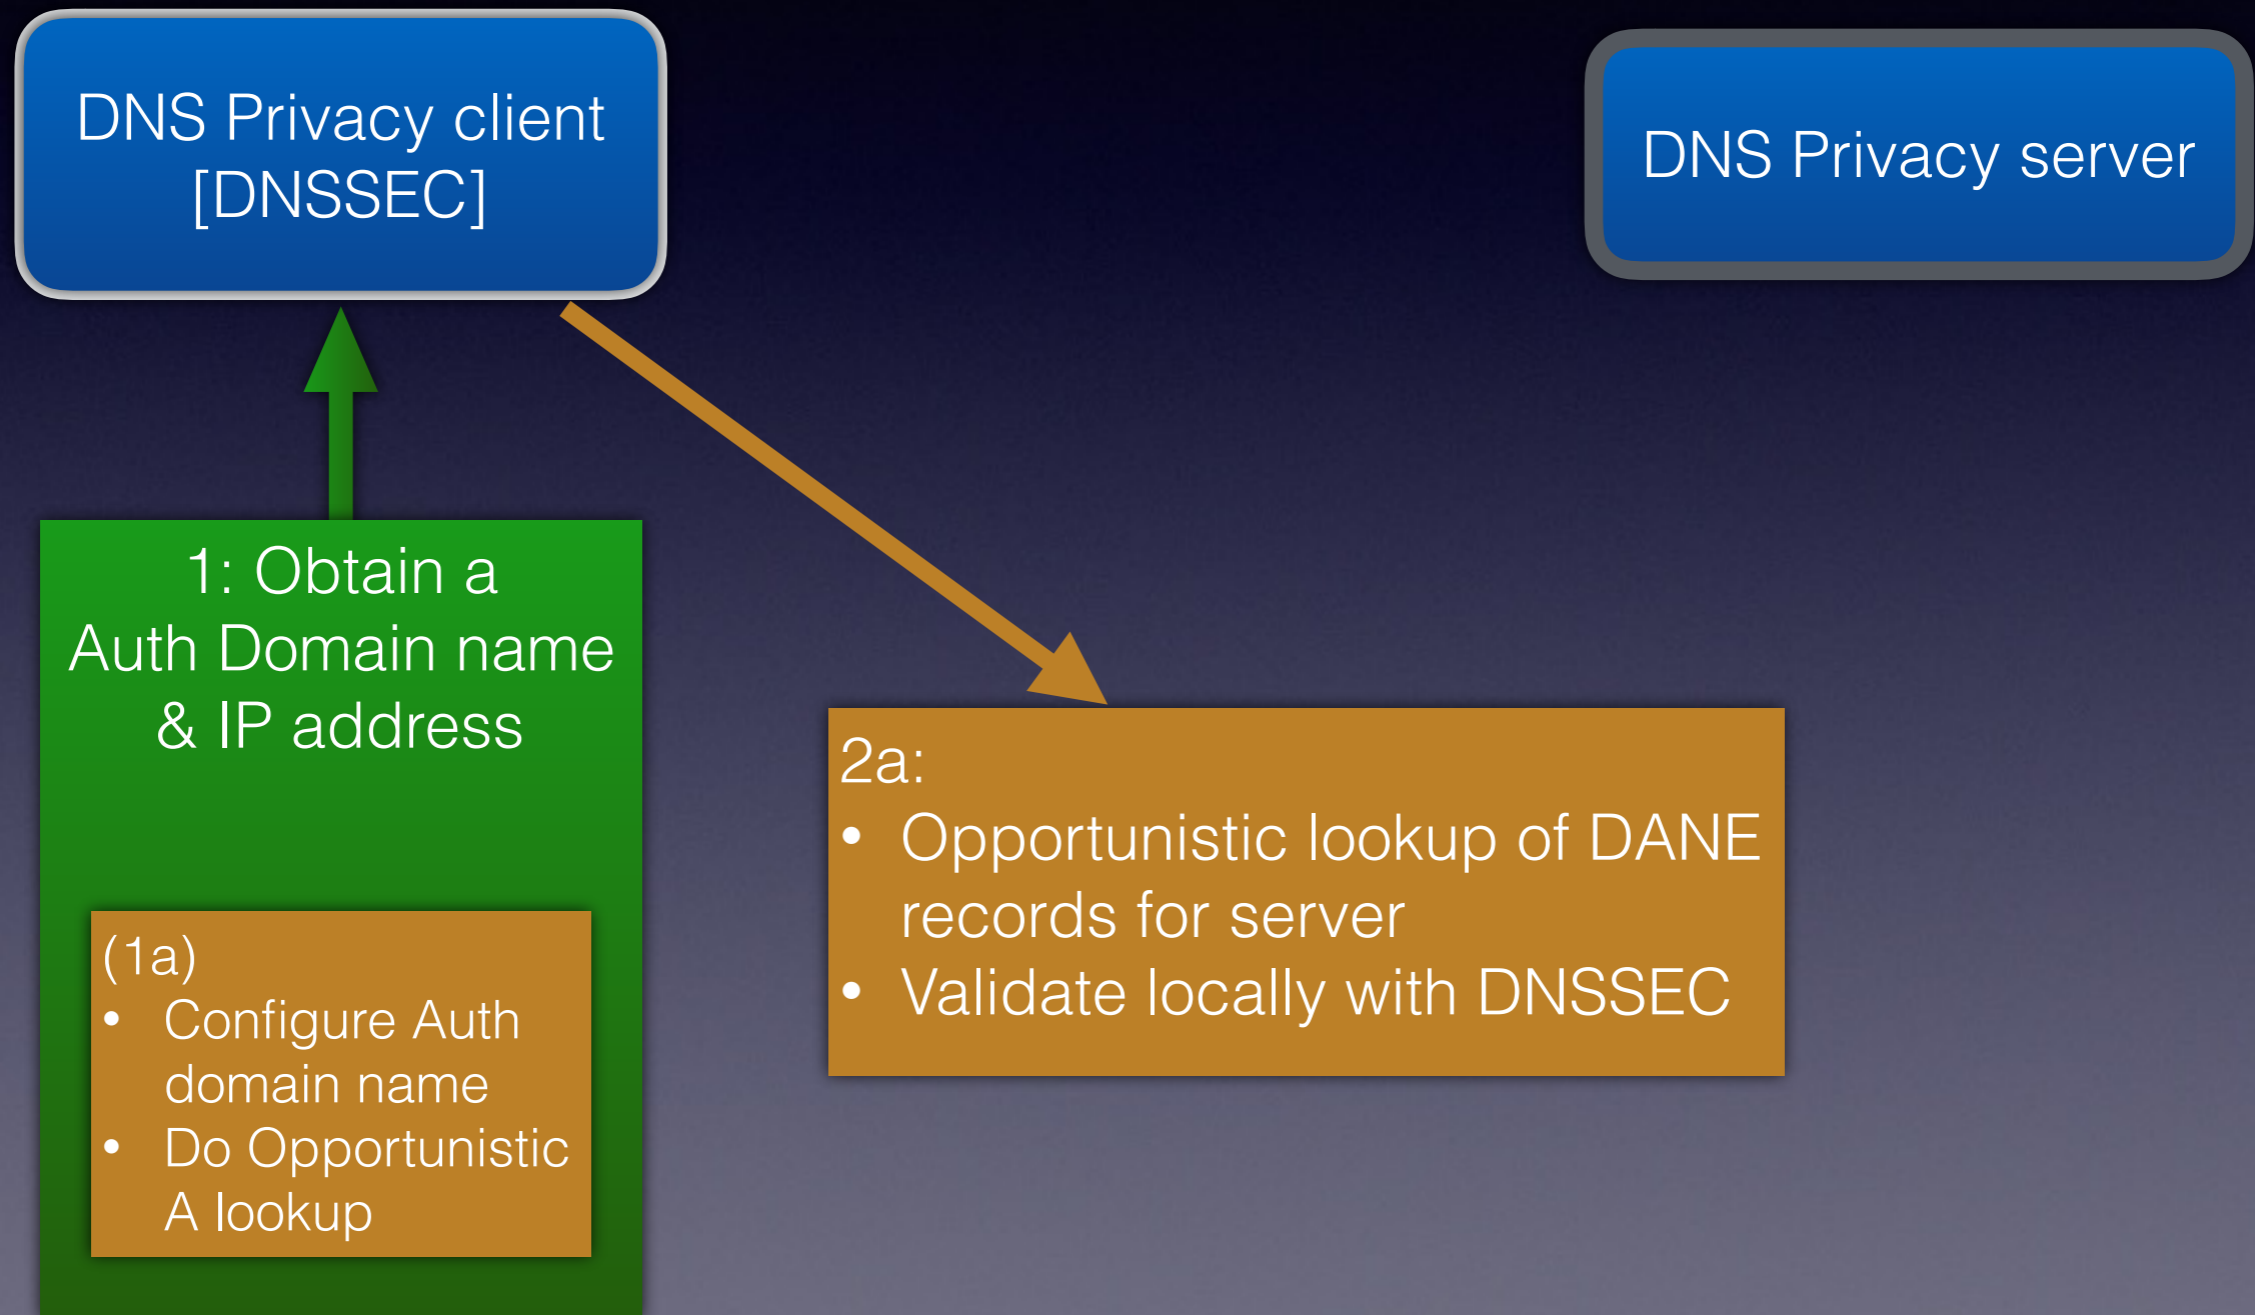 DNS Privacy client
[DNSSEC]
DNS Privacy server
1: Obtain a
Auth Domain name
& IP address
(1a)
• Configure Auth
domain name
• Do Opportunistic
A lookup
2a:
• Opportunistic lookup of DANE
records for server
• Validate locally with DNSSEC